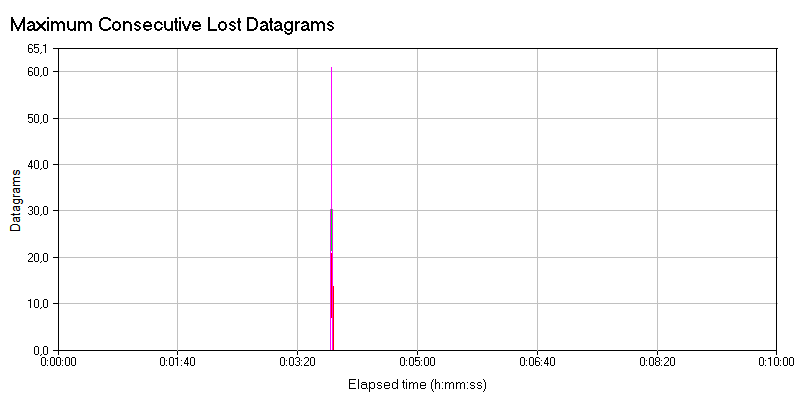 Maximum Consecutive Lost Datagrams
65,1
60,0
50,0
40,0
30,0
20,0
10,0
0,0
Datagrams
0:00:00 0:01:40 0:03:20 0:05:00 0:06:40 0:08:20 0:10:00
Elapsed time (h:mm:ss)